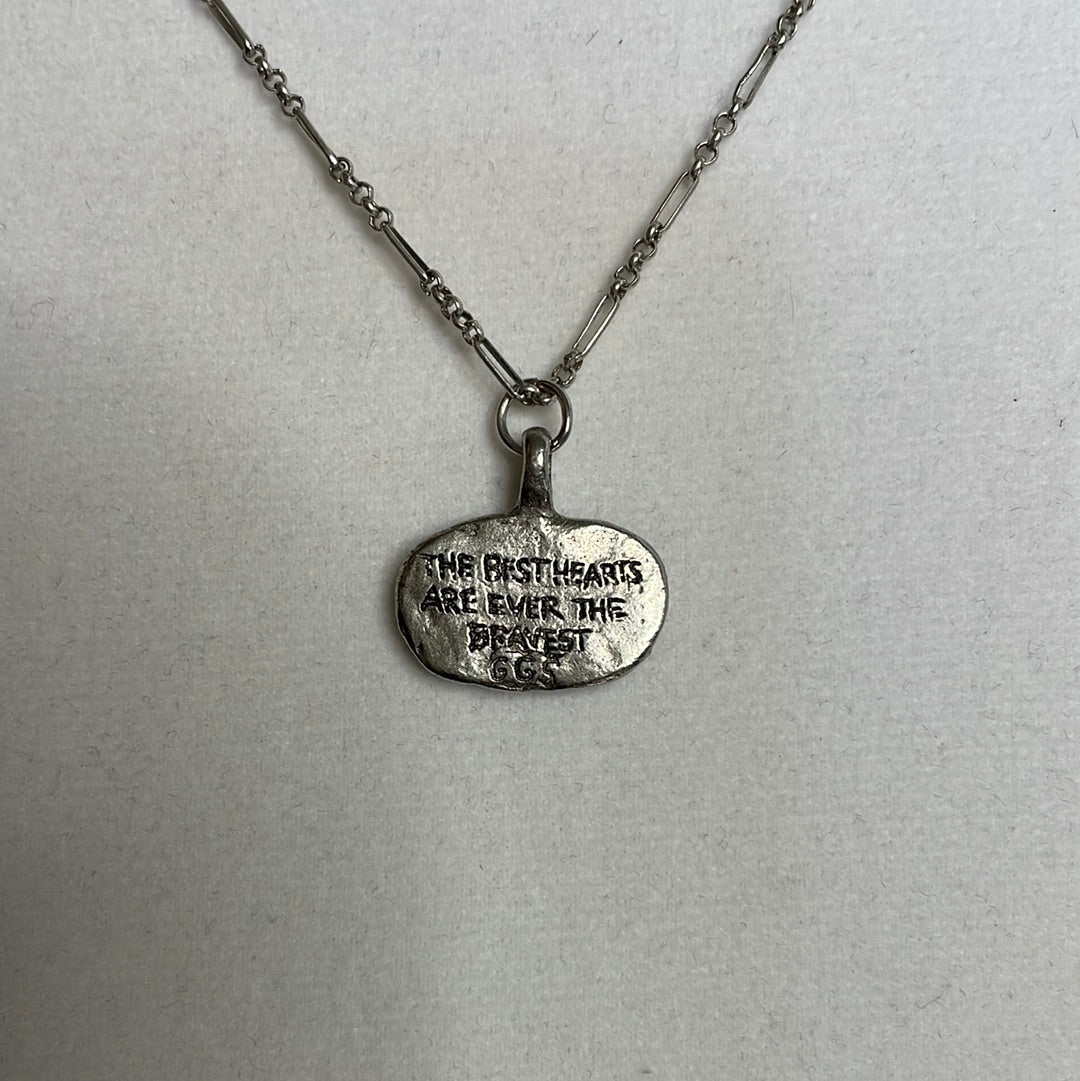 THE BEST HEARTS
ARE EVER THE
BRAVEST
GGS